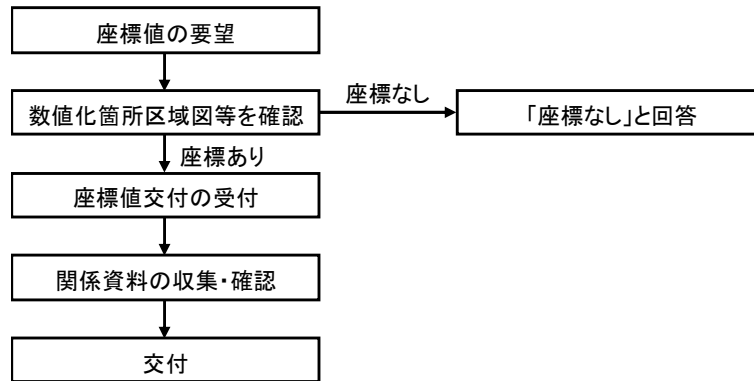 座標値の要望
数値化箇所区域図等を確認
座標なし
「座標なし」と回答
座標あり
座標値交付の受付
関係資料の収集・確認
交付